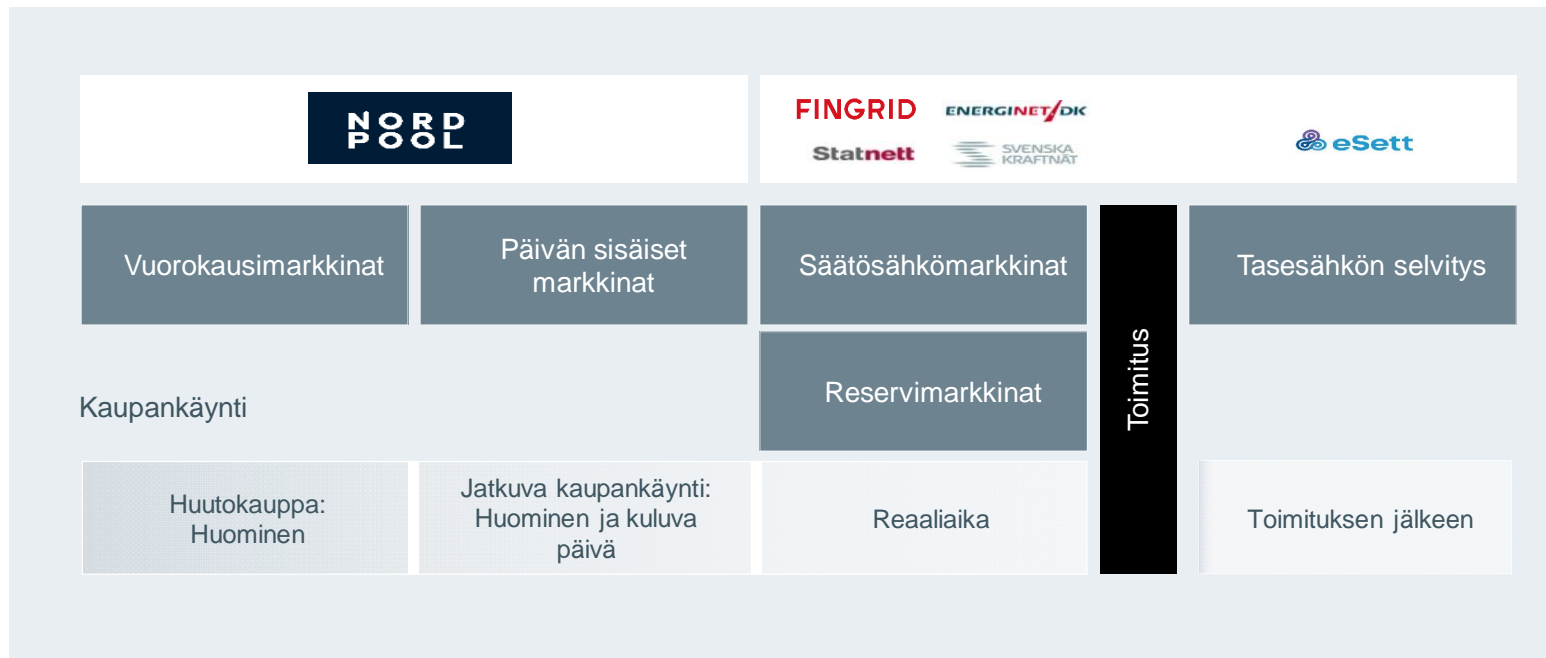 NORD
POOL
FINGRID
ENERGINET/DK
Statnett
SVENSKA
KRAFTNÄT
eSett
Vuorokausimarkkinat
Päivän sisäiset
markkinat
Säätösähkömarkkinat
Tasesähkön selvitys
Reservimarkkinat
Toimitus
Kaupankäynti
Huutokauppa:
Huominen
Jatkuva kaupankäynti:
Huominen ja kuluva
päivä
Reaaliaika
Toimituksen jälkeen